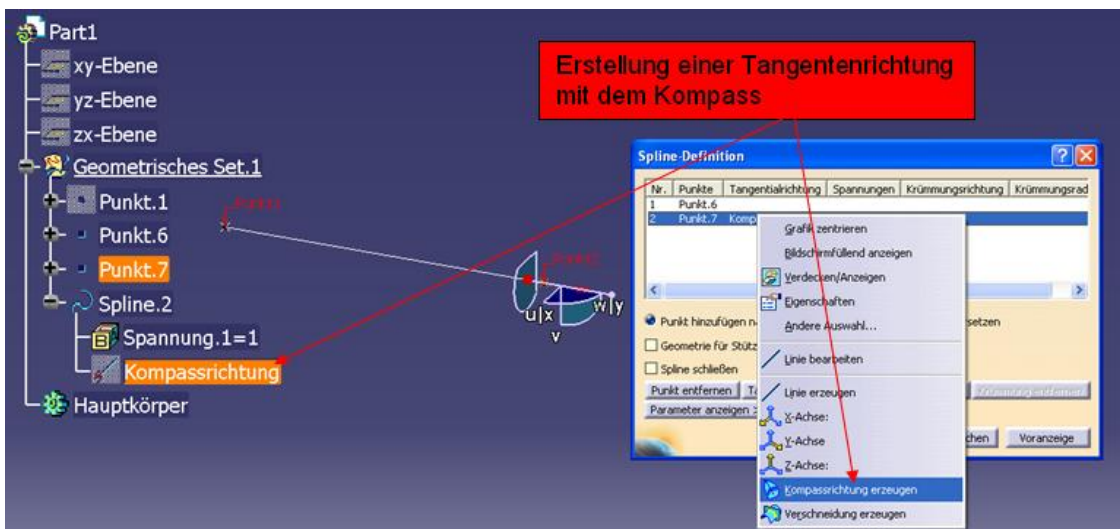 Part1
xy-Ebene
yz-Ebene
zx-Ebene
Geometrisches Set.1
Punkt.1
Punkt.6
Punkt.7
Spline.2
Spannung.1=1
Kompassrichtung
Hauptkörper
Erstellung einer Tangentenrichtung
mit dem Kompass
u|x
v
w|y
Spline-Definition
Nr. Punkte Tangentialrichtung Spannungen Krümmungsrichtung Krümmungsrad
1 Punkt.6
2 Punkt.7 Komp
Grafik zentrieren
Bildschirmfüllend anzeigen
Verdecken/Anzeigen
Eigenschaften
Andere Auswahl...
Punkt hinzufügen n setzen
Geometrie für Stütz
Linie bearbeiten
Spline schließen
Punkt entfernen
Linie erzeugen
Parameter anzeigen >
X-Achse:
Y-Achse
Z-Achse:
chen Voranzeige
Kompassrichtung erzeugen
Verschneidung erzeugen